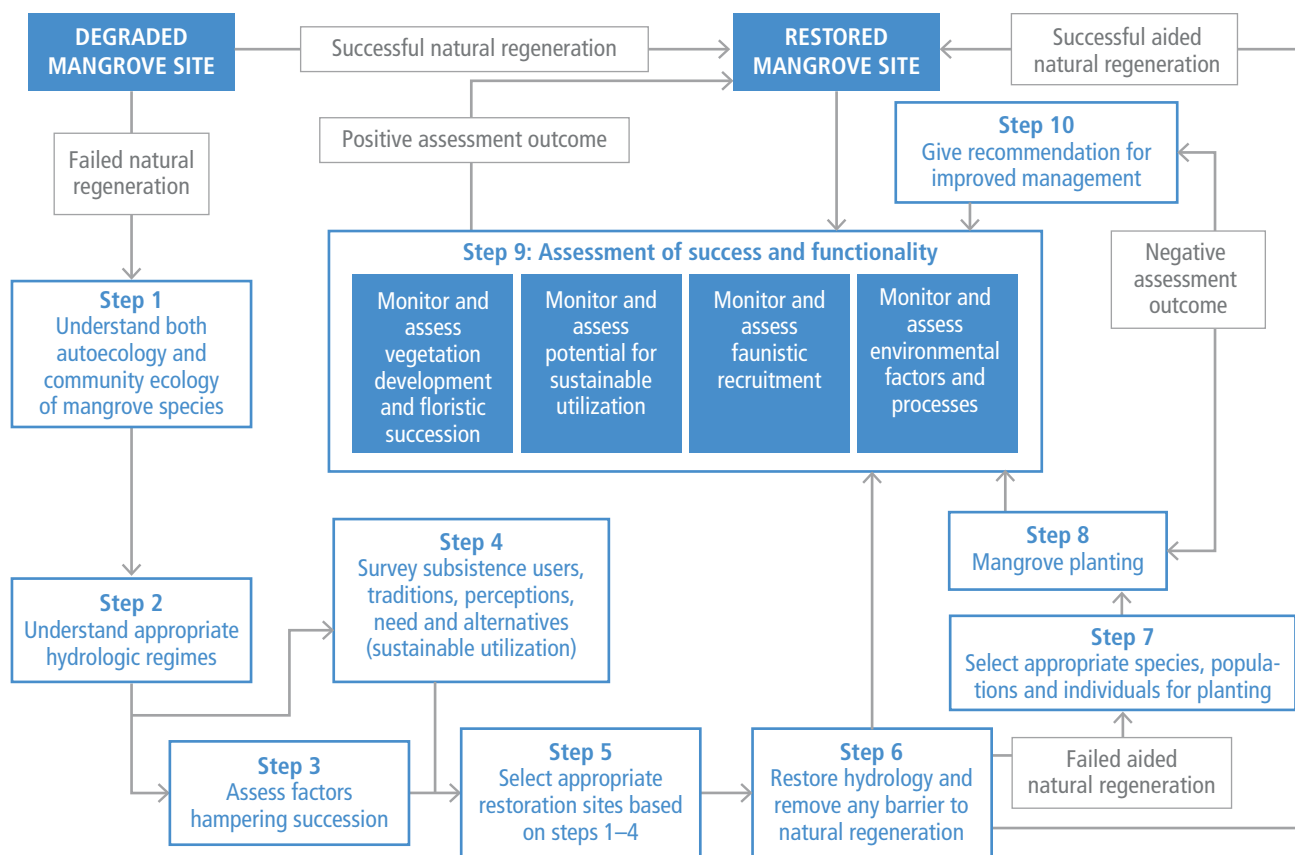 DEGRADED
MANGROVE SITE
Successful natural regeneration
RESTORED
MANGROVE SITE
Successful aided
natural regeneration
Failed natural
regeneration
Positive assessment outcome
Step 10
Give recommendation for
improved management
Negative
assessment
outcome
Step 9: Assessment of success and functionality
Monitor and
assess
vegetation
development
and floristic
succession
Monitor and
assess
potential for
sustainable
utilization
Monitor and
assess
faunistic
recruitment
Monitor and
assess
environmental
factors and
processes
Step 1
Understand both
autoecology and
community ecology
of mangrove species
Step 2
Understand appropriate
hydrologic regimes
Step 4
Survey subsistence users,
traditions, perceptions,
need and alternatives
(sustainable utilization)
Step 8
Mangrove planting
Step 7
Select appropriate species, popula-
tions and individuals for planting
Step 3
Assess factors
hampering succession
Step 5
Select appropriate
restoration sites based
on steps 1–4
Step 6
Restore hydrology and
remove any barrier to
natural regeneration
Failed aided
natural regeneration